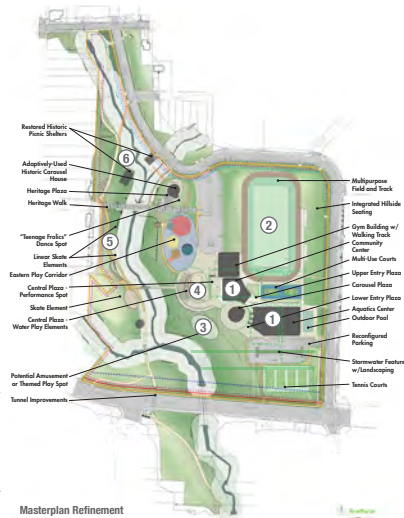 Restored Historic
Picnic Shelters
Adaptively-Used
Historic Carousel
House
Heritage Plaza
Heritage Walk
"Teenage Frolics"
Dance Spot
Linear Skate
Elements
Eastern Play Corridor
Central Plaza -
Performance Spot
Skate Element
Central Plaza -
Water Play Elements
Potential Amusement
or Themed Play Spot
Tunnel Improvements
6
5
2
4
1
1
3
Multipurpose
Field and Track
Integrated Hillside
Seating
Gym Building w/
Walking Track
Community
Center
Multi-Use Courts
Upper Entry Plaza
Carousel Plaza
Lower Entry Plaza
Aquatics Center
Outdoor Pool
Reconfigured
Parking
Stormwater Feature
w/Landscaping
Tennis Courts
Masterplan Refinement